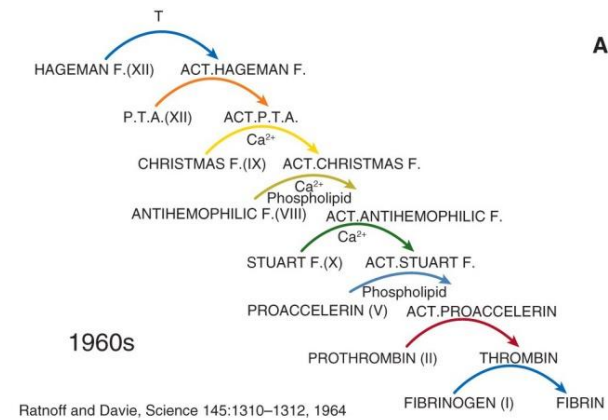 T
A
HAGEMAN F.(XII) ACT.HAGEMAN F.
P.T.A.(XII) ACT.P.T.A.
Ca²⁺
CHRISTMAS F.(IX) ACT.CHRISTMAS F.
Ca²⁺
Phospholipid
ANTIHEMOPHILIC F.(VIII) ACT.ANTIHEMOPHILIC F.
Ca²⁺
STUART F.(X) ACT.STUART F.
Phospholipid
PROACCELERIN (V) ACT.PROACCELERIN
1960s
PROTHROMBIN (II) THROMBIN
FIBRINOGEN (I) FIBRIN
Ratnoff and Davie, Science 145:1310–1312, 1964